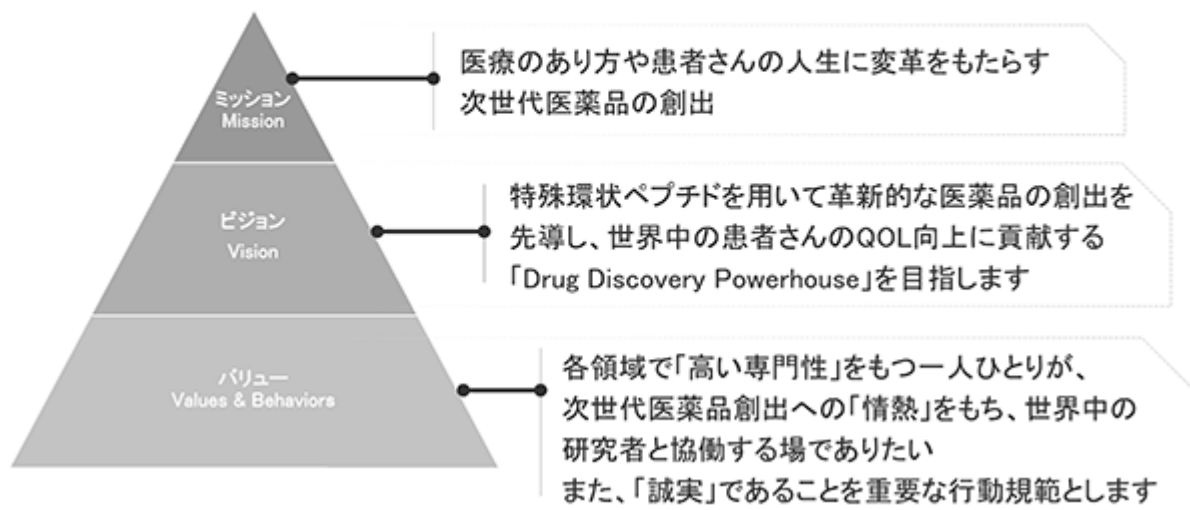 ミッション
Mission
医療のあり方や患者さんの人生に変革をもたらす
次世代医薬品の創出
ビジョン
Vision
特殊環状ペプチドを用いて革新的な医薬品の創出を
先導し、世界中の患者さんのQOL向上に貢献する
「Drug Discovery Powerhouse」を目指します
バリュー
Values & Behaviors
各領域で「高い専門性」をもつ一人ひとりが、
次世代医薬品創出への「情熱」をもち、世界中の
研究者と協働する場でありたい
また、「誠実」であることを重要な行動規範とします